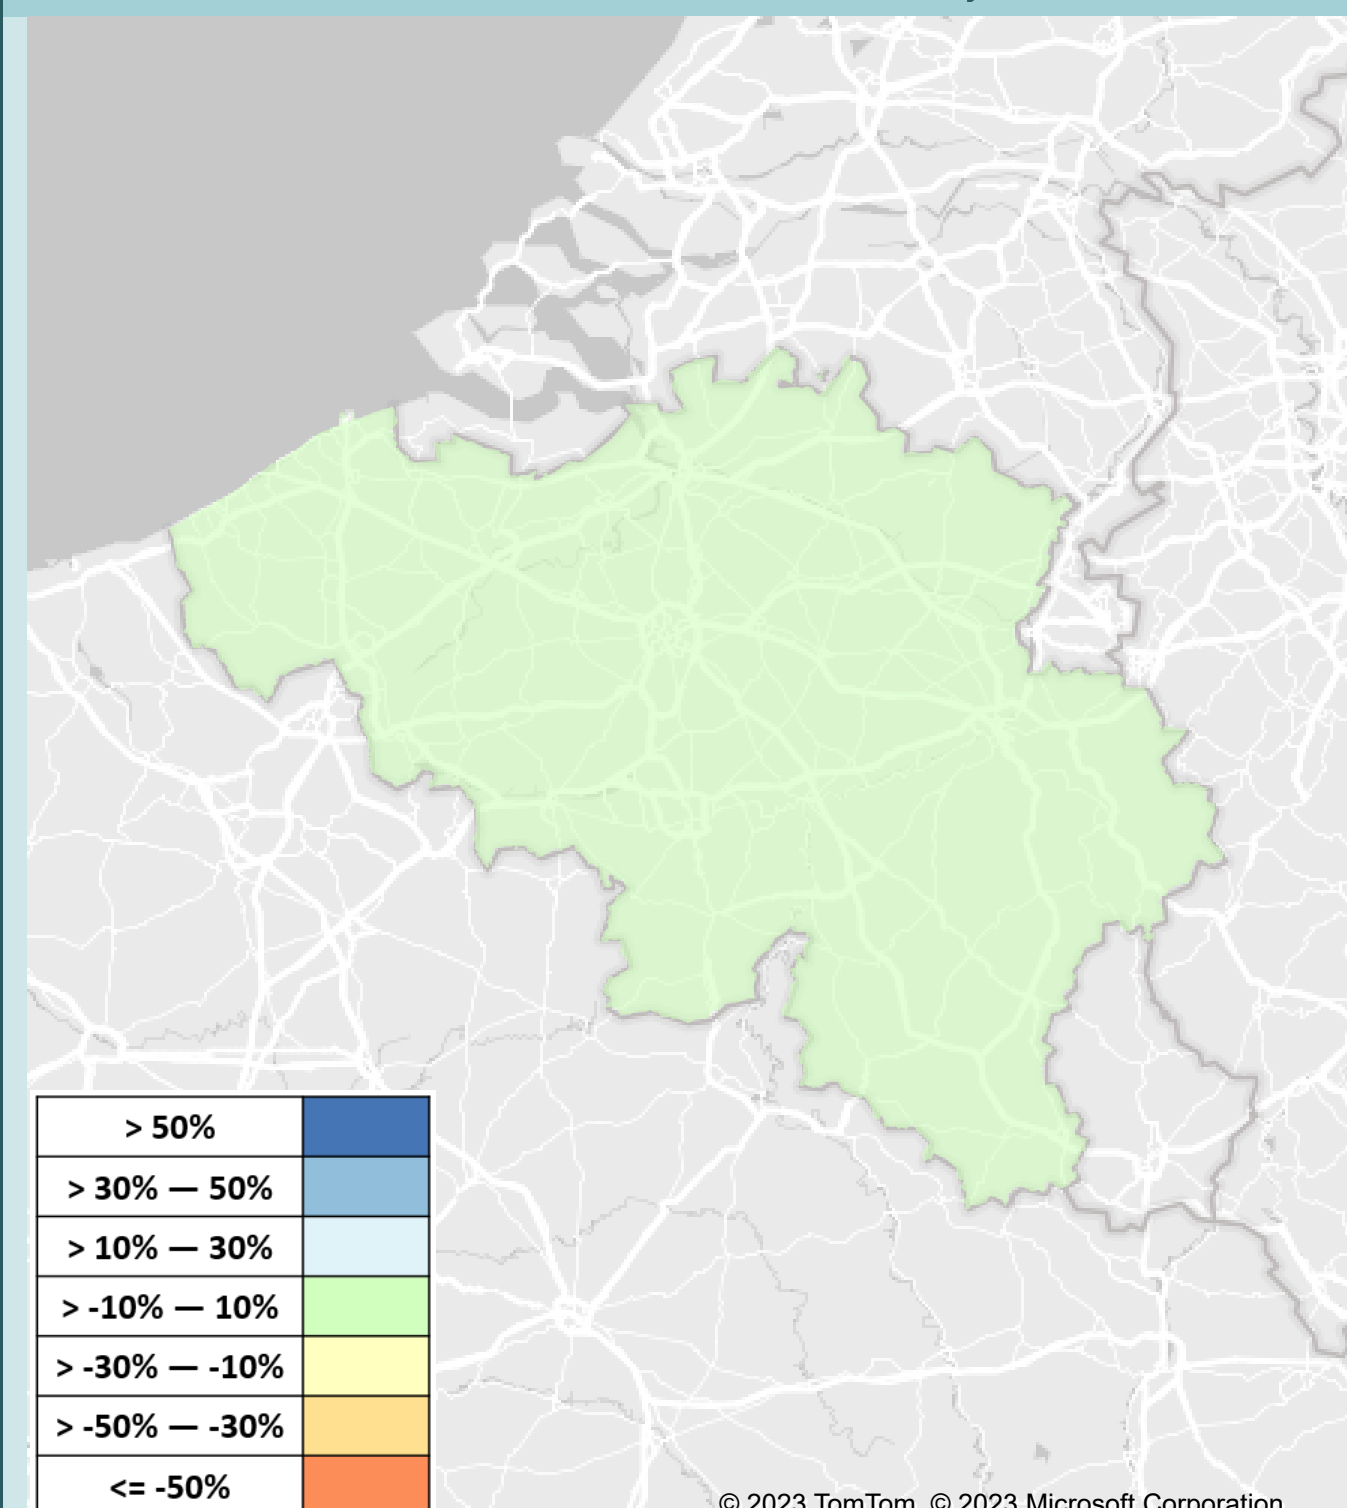 > 50%
> 30% — 50%
> 10% — 30%
> -10% — 10%
> -30% — -10%
> -50% — -30%
<= -50%
© 2023 TomTom, © 2023 Microsoft Corporation